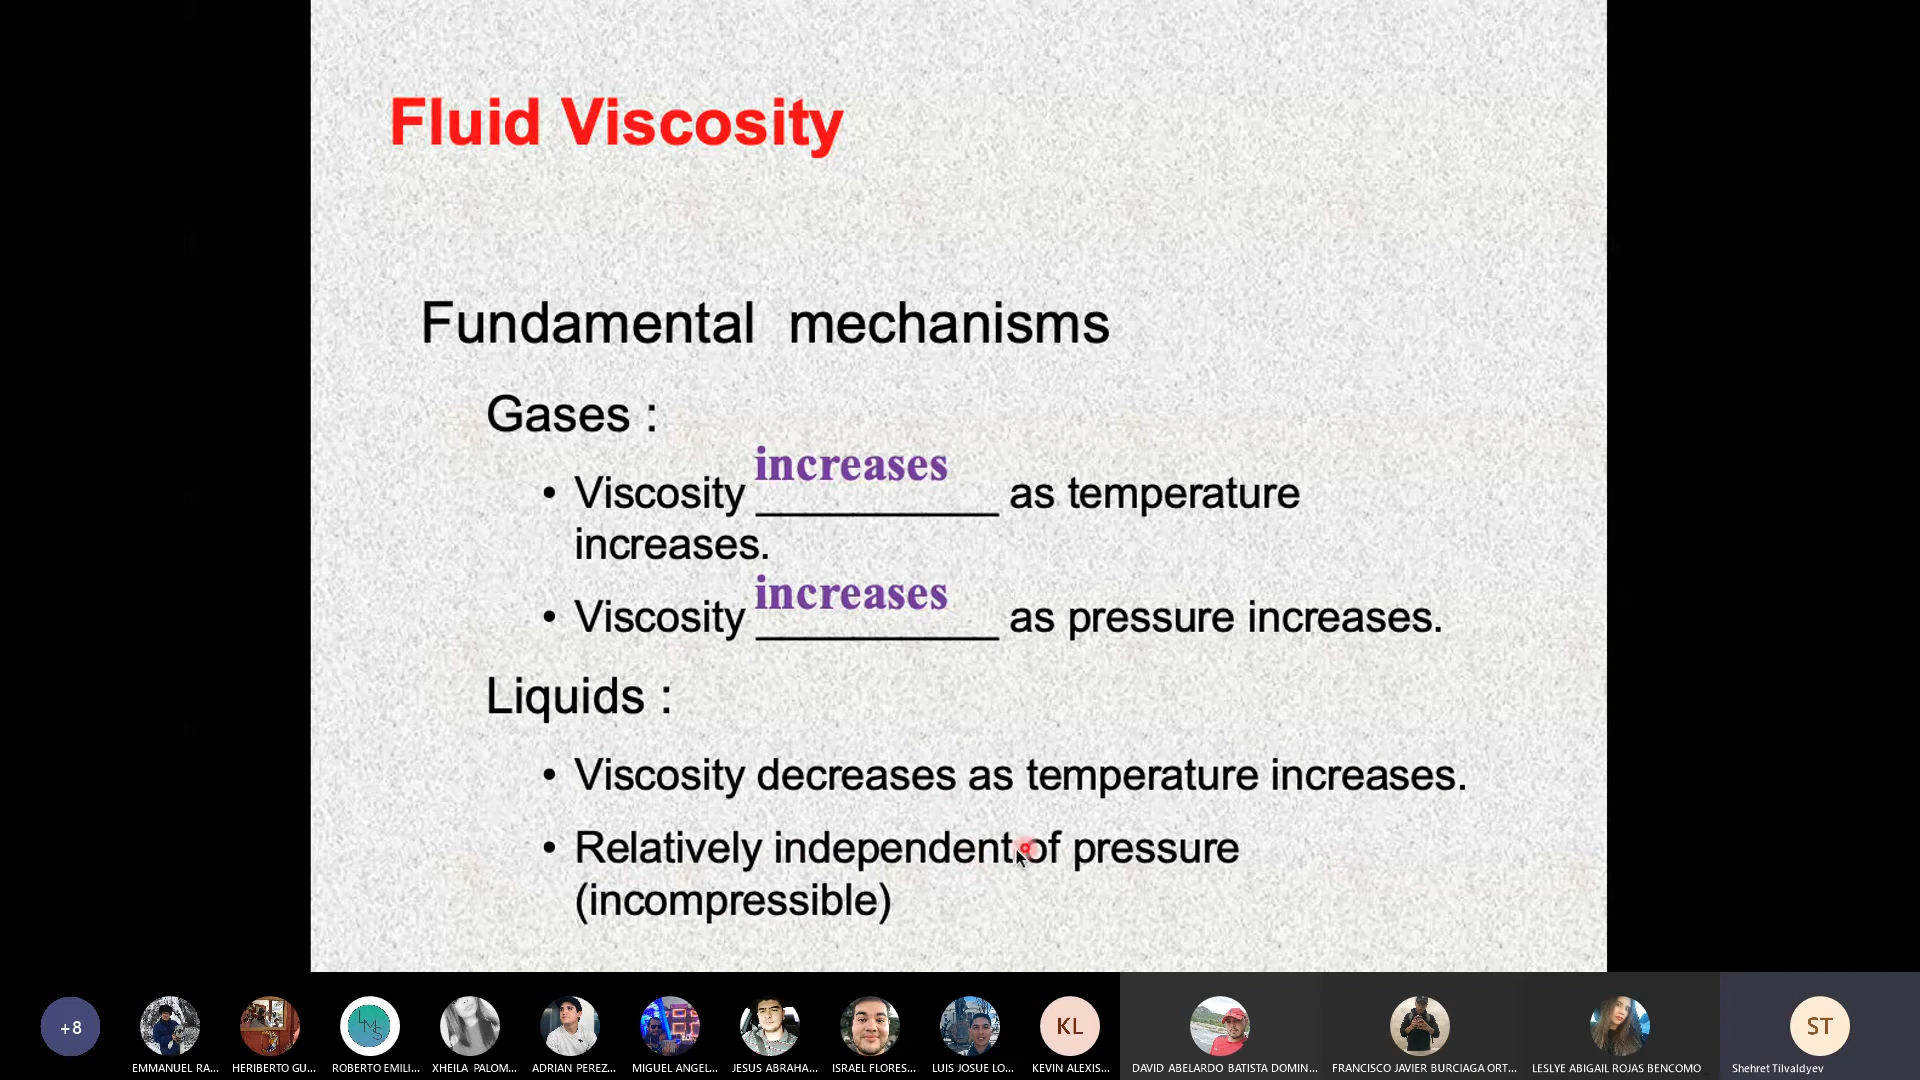 Fluid Viscosity
Fundamental mechanisms
Gases :
increases
• Viscosity __________ as temperature
increases.
increases
• Viscosity __________ as pressure increases.
Liquids :
• Viscosity decreases as temperature increases.
• Relatively independent of pressure
(incompressible)
+8
LMS
KL
ST
EMMANUEL RA...
HERIBERTO GU...
ROBERTO EMILI...
XHEILA PALOM...
ADRIAN PEREZ...
MIGUEL ANGEL...
JESUS ABRAHA...
ISRAEL FLORES...
LUIS JOSUE LO...
KEVIN ALEXIS...
DAVID ABELARDO BATISTA DOMIN...
FRANCISCO JAVIER BURCIAGA ORT...
LESLYE ABIGAIL ROJAS BENCOMO
Shehret Tilvaldyev